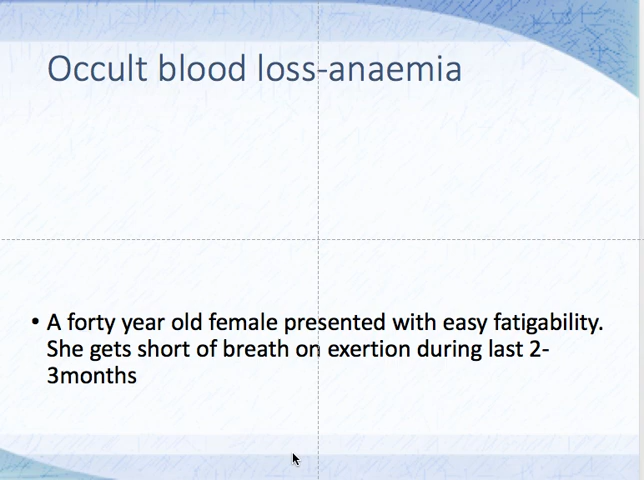 Occult blood loss-anaemia
• A forty year old female presented with easy fatigability.
She gets short of breath on exertion during last 2-
3months